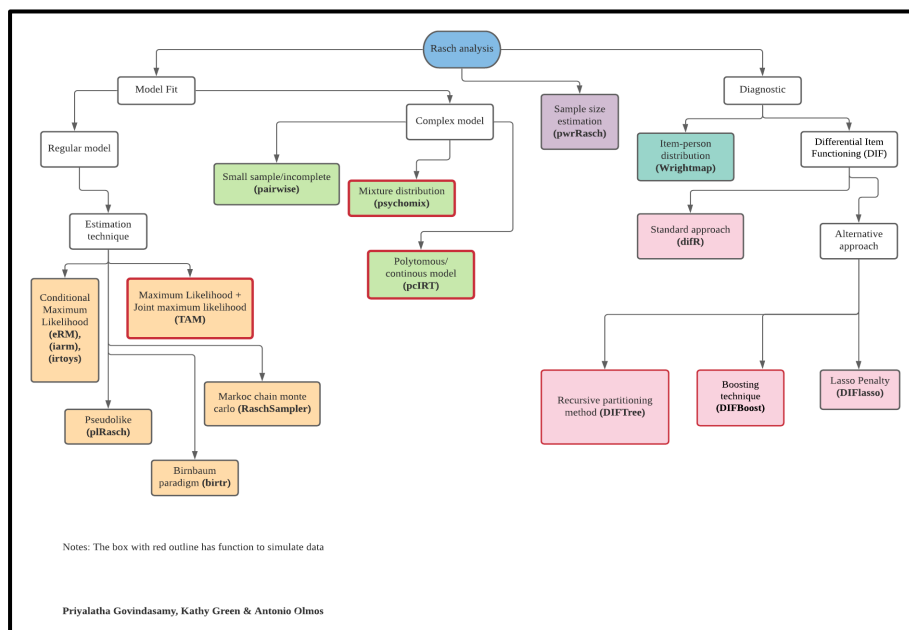 Rasch analysis
Model Fit
Diagnostic
Sample size
estimation
(pwrRasch)
Regular model
Complex model
Item-person
distribution
(Wrightmap)
Differential Item
Functioning (DIF)
Small sample/incomplete
(pairwise)
Mixture distribution
(psychomix)
Estimation
technique
Polytomous/
continous model
(pcIRT)
Standard approach
(difR)
Alternative
approach
Conditional
Maximum
Likelihood
(eRM),
(iarm),
(irtoys)
Maximum Likelihood +
Joint maximum likelihood
(TAM)
Markoc chain monte
carlo (RaschSampler)
Pseudolike
(plRasch)
Birnbaum
paradigm (birtr)
Recursive partitioning
method (DIFTree)
Boosting
technique
(DIFBoost)
Lasso Penalty
(DIFlasso)
Notes: The box with red outline has function to simulate data
Priyalatha Govindasamy, Kathy Green & Antonio Olmos